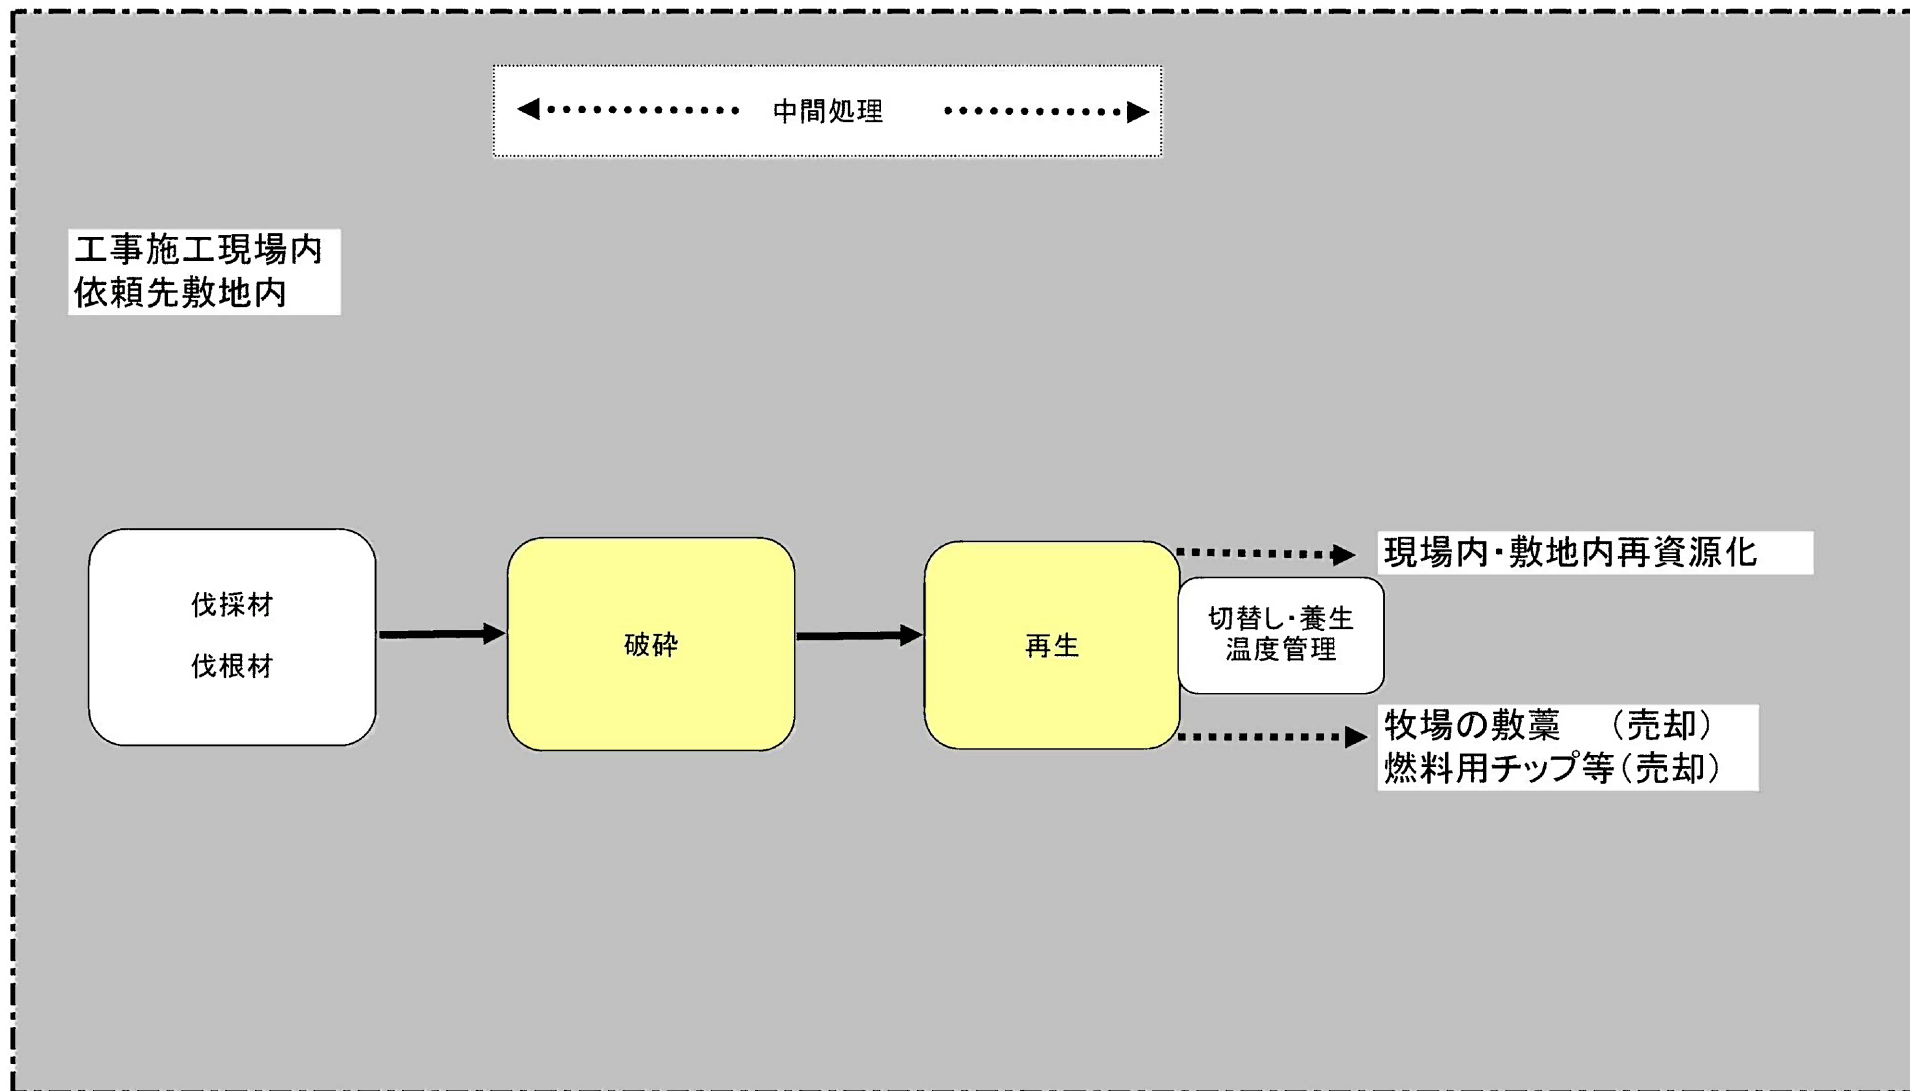 中間処理
工事施工現場内
依頼先敷地内
伐採材
伐根材
破砕
再生
現場内・敷地内再資源化
切替し・養生
温度管理
牧場の敷藁　（売却）
燃料用チップ等（売却）